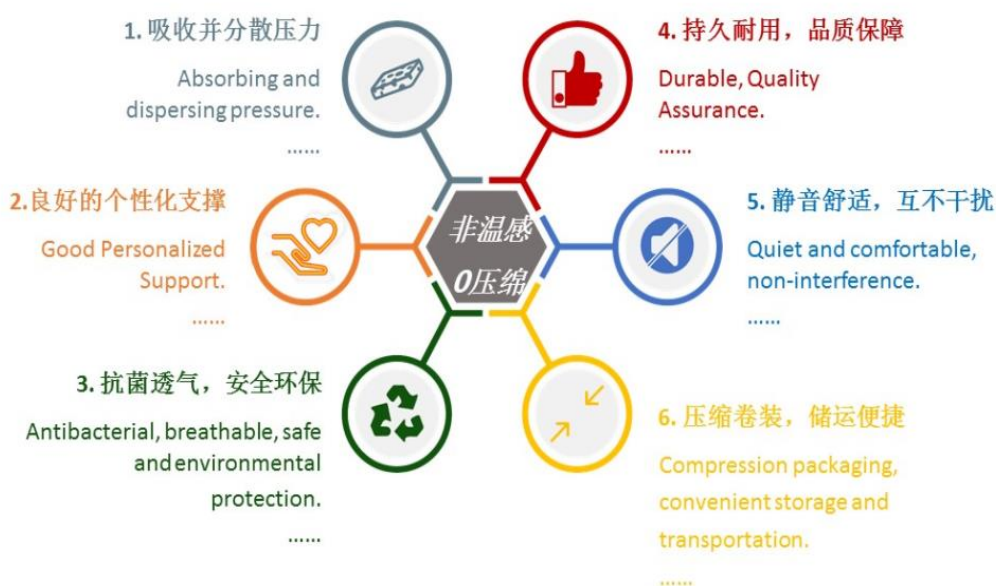 1. 吸收并分散压力
Absorbing and
dispersing pressure.
......
2.良好的个性化支撑
Good Personalized
Support.
......
3. 抗菌透气，安全环保
Antibacterial, breathable, safe
and environmental
protection.
......
非温感
0压绵
4. 持久耐用，品质保障
Durable, Quality
Assurance.
......
5. 静音舒适，互不干扰
Quiet and comfortable,
non-interference.
......
6. 压缩卷装，储运便捷
Compression packaging,
convenient storage and
transportation.
......